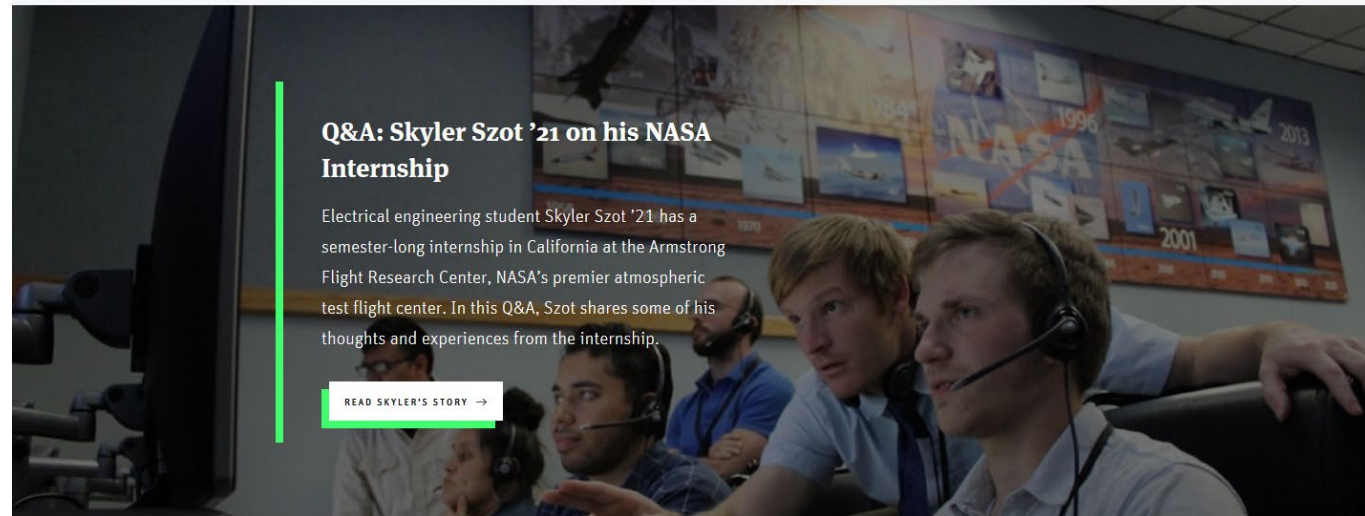 Q&A: Skyler Szot ’21 on his NASA
Internship
Electrical engineering student Skyler Szot ’21 has a
semester-long internship in California at the Armstrong
Flight Research Center, NASA’s premier atmospheric
test flight center. In this Q&A, Szot shares some of his
thoughts and experiences from the internship.
READ SKYLER'S STORY →
1984
NASA
1996
2013
1970
2001